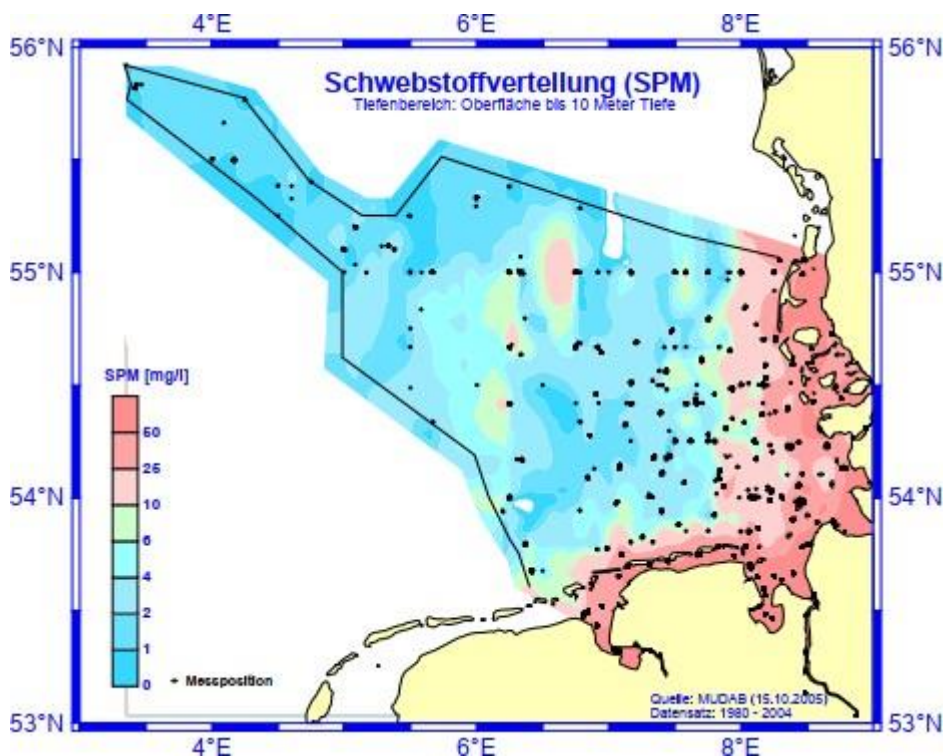 4°E 6°E 8°E
56°N 56°N
Schwebstoffverteilung (SPM)
Tiefenbereich: Oberfläche bis 10 Meter Tiefe
55°N 55°N
SPM [mg/l]
50
25
10
6
4
2
1
0
54°N 54°N
Messposition
Quelle: MUDAB (15.10.2005)
Datensatz: 1980 - 2004
53°N 53°N
4°E 6°E 8°E